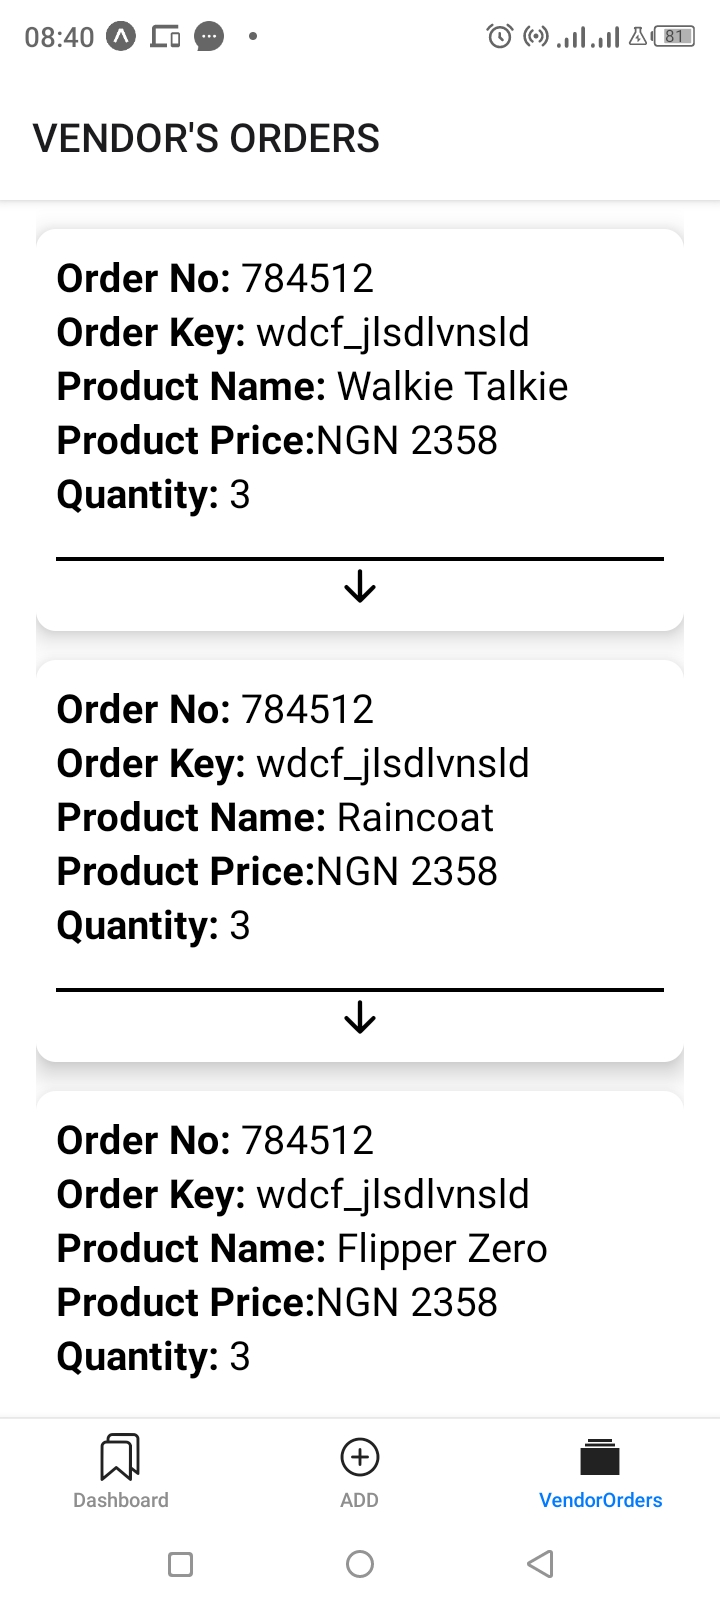 08:40
81
VENDOR'S ORDERS
Order No: 784512
Order Key: wdcf_jlsdlvnsld
Product Name: Walkie Talkie
Product Price:NGN 2358
Quantity: 3
Order No: 784512
Order Key: wdcf_jlsdlvnsld
Product Name: Raincoat
Product Price:NGN 2358
Quantity: 3
Order No: 784512
Order Key: wdcf_jlsdlvnsld
Product Name: Flipper Zero
Product Price:NGN 2358
Quantity: 3
Dashboard
ADD
VendorOrders